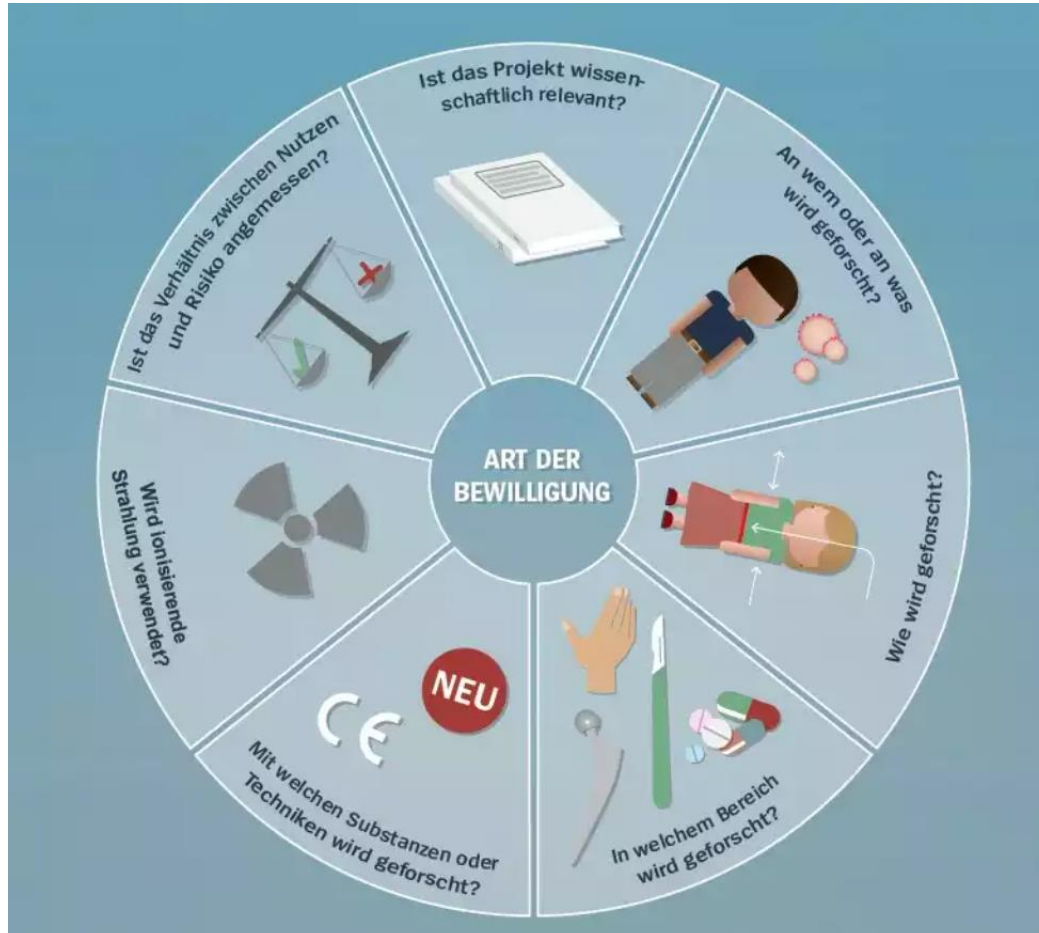 Ist das Projekt wissen-
schaftlich relevant?
An wem oder an was
wird geforscht?
Wie wird geforscht?
In welchem Bereich
wird geforscht?
NEU
CE
Mit welchen Substanzen oder
Techniken wird geforscht?
Wird ionisierende
Strahlung verwendet?
Ist das Verhältnis zwischen Nutzen
und Risiko angemessen?
ART DER
BEWILLIGUNG